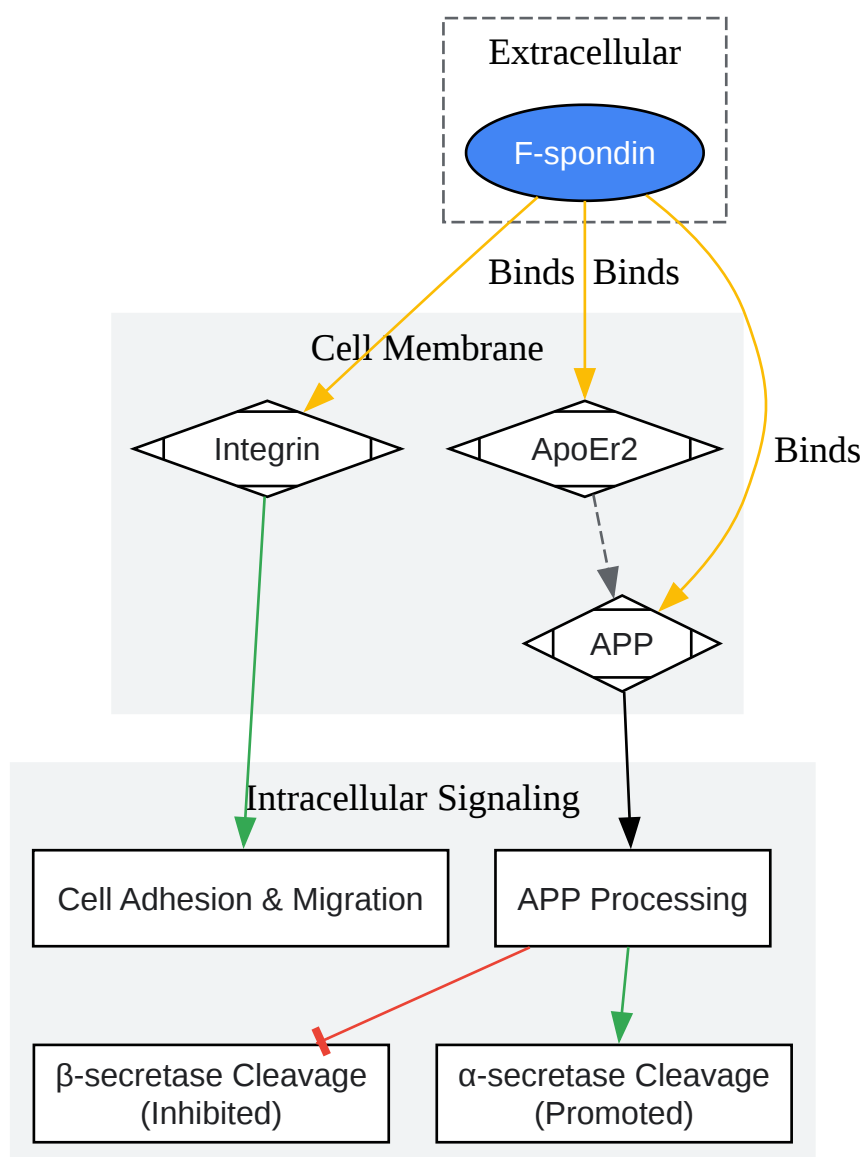 Extracellular
F-spondin
Binds
Binds
Cell Membrane
Integrin
ApoEr2
Binds
APP
Intracellular Signaling
Cell Adhesion & Migration
APP Processing
β-secretase Cleavage
(Inhibited)
α-secretase Cleavage
(Promoted)